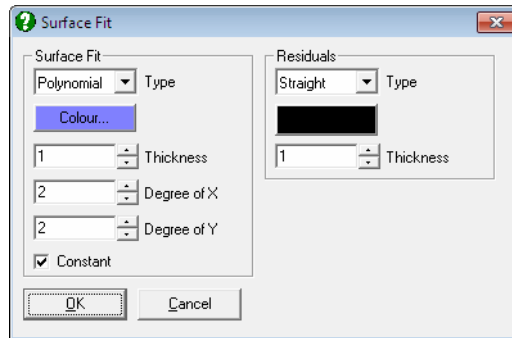 Surface Fit
Surface Fit
Polynomial Type
Colour...
1 Thickness
2 Degree of X
2 Degree of Y
Constant
Residuals
Straight Type
1 Thickness
OK Cancel